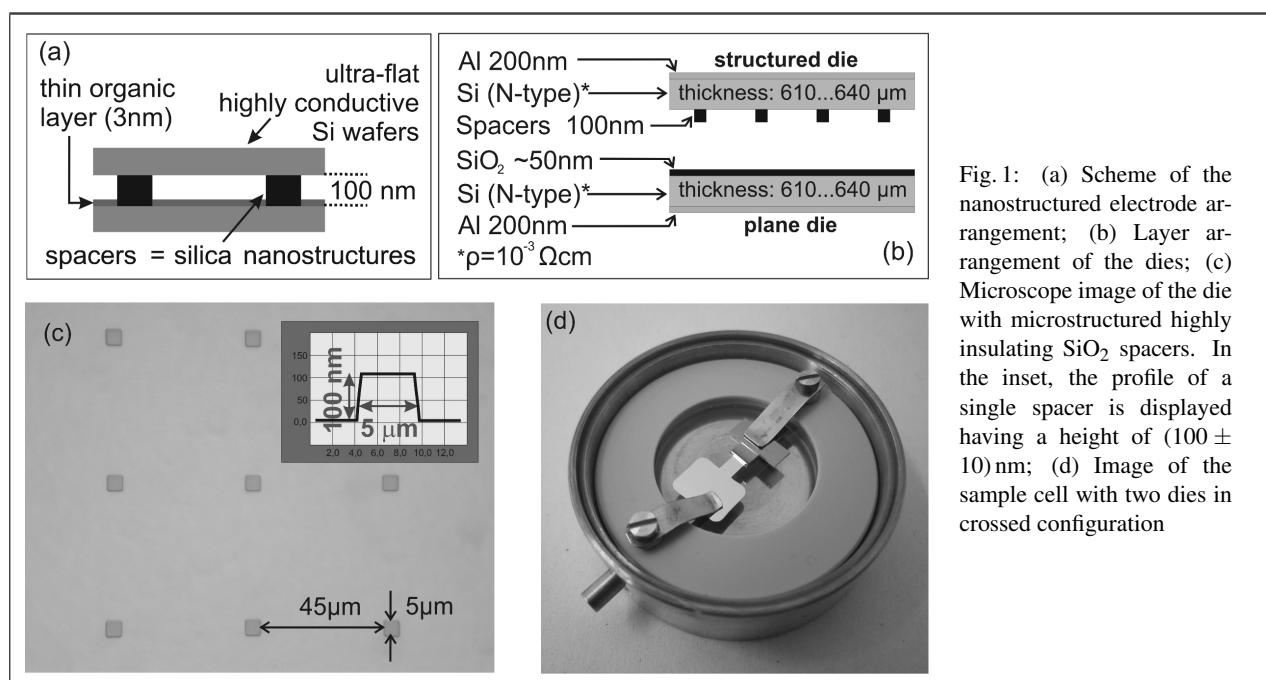 (a)
thin organic
layer (3nm)
ultra-flat
highly conductive
Si wafers
100 nm
spacers = silica nanostructures
Al 200nm
structured die
Si (N-type)*
thickness: 610...640 µm
Spacers 100nm
SiO₂ ~50nm
Si (N-type)*
thickness: 610...640 µm
Al 200nm
plane die
*ρ=10⁻³ Ωcm
(b)
(c)
150
100
50
0,0
100 nm
5 µm
2,0 4,0 6,0 8,0 10,0 12,0
45µm
5µm
(d)
Fig. 1: (a) Scheme of the
nanostructured electrode ar-
rangement; (b) Layer ar-
rangement of the dies; (c)
Microscope image of the die
with microstructured highly
insulating SiO₂ spacers. In
the inset, the profile of a
single spacer is displayed
having a height of (100 ±
10) nm; (d) Image of the
sample cell with two dies in
crossed configuration